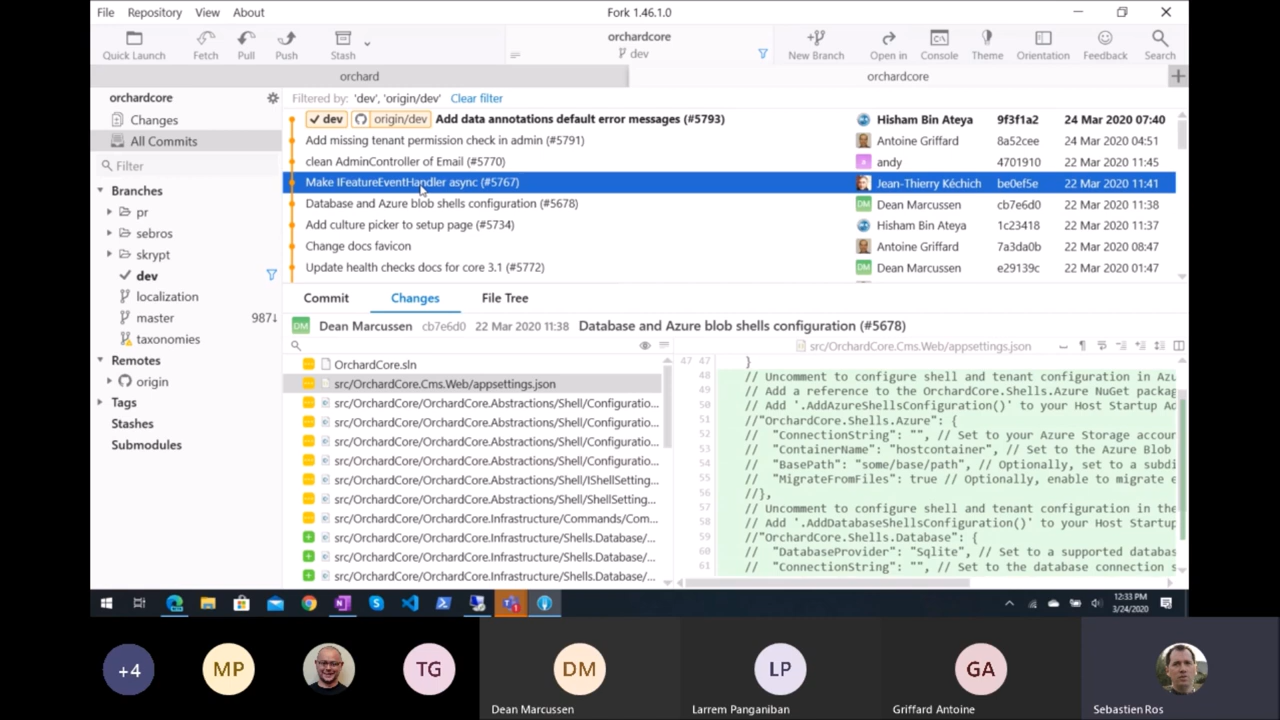 File Repository View About Fork 1.46.1.0
Quick Launch Fetch Pull Push Stash orchardcore dev New Branch Open in Console Theme Orientation Feedback Search
orchard orchardcore
orchardcore
Changes
All Commits
Filter
Branches
pr
sebros
skrypt
dev
localization
master 987↓
taxonomies
Remotes
origin
Tags
Stashes
Submodules
Filtered by: 'dev', 'origin/dev' Clear filter
dev origin/dev Add data annotations default error messages (#5793) Hisham Bin Ateya 9f3f1a2 24 Mar 2020 07:40
Add missing tenant permission check in admin (#5791) Antoine Griffard 8a52cee 24 Mar 2020 04:51
clean AdminController of Email (#5770) a andy 4701910 22 Mar 2020 11:45
Make IFeatureEventHandler async (#5767) Jean-Thierry Kéchich be0ef5e 22 Mar 2020 11:41
Database and Azure blob shells configuration (#5678) DM Dean Marcussen cb7e6d0 22 Mar 2020 11:38
Add culture picker to setup page (#5734) Hisham Bin Ateya 1c23418 22 Mar 2020 11:37
Change docs favicon Antoine Griffard 7a3da0b 22 Mar 2020 08:47
Update health checks docs for core 3.1 (#5772) DM Dean Marcussen e29139c 22 Mar 2020 01:47
Commit Changes File Tree
DM Dean Marcussen cb7e6d0 22 Mar 2020 11:38 Database and Azure blob shells configuration (#5678)
OrchardCore.sln
src/OrchardCore.Cms.Web/appsettings.json
src/OrchardCore/OrchardCore.Abstractions/Shell/Configuratio...
src/OrchardCore/OrchardCore.Abstractions/Shell/Configuratio...
src/OrchardCore/OrchardCore.Abstractions/Shell/Configuratio...
src/OrchardCore/OrchardCore.Abstractions/Shell/Configuratio...
src/OrchardCore/OrchardCore.Abstractions/Shell/IShellSetting...
src/OrchardCore/OrchardCore.Abstractions/Shell/ShellSetting...
src/OrchardCore/OrchardCore.Infrastructure/Commands/Com...
src/OrchardCore/OrchardCore.Infrastructure/Shells.Database/...
src/OrchardCore/OrchardCore.Infrastructure/Shells.Database/...
src/OrchardCore/OrchardCore.Infrastructure/Shells.Database/...
src/OrchardCore.Cms.Web/appsettings.json
47 47 }
48 // Uncomment to configure shell and tenant configuration in Azu
49 // Add a reference to the OrchardCore.Shells.Azure NuGet packag
50 // Add '.AddAzureShellsConfiguration()' to your Host Startup Ad
51 //"OrchardCore.Shells.Azure": {
52 // "ConnectionString": "", // Set to your Azure Storage accour
53 // "ContainerName": "hostcontainer", // Set to the Azure Blob
54 // "BasePath": "some/base/path", // Optionally, set to a subdi
55 // "MigrateFromFiles": true // Optionally, enable to migrate e
56 //},
57 // Uncomment to configure shell and tenant configuration in the
58 // Add '.AddDatabaseShellsConfiguration()' to your Host Startup
59 //"OrchardCore.Shells.Database": {
60 // "DatabaseProvider": "Sqlite", // Set to a supported databas
61 // "ConnectionString": "", // Set to the database connection s
12:33 PM
3/24/2020
+4 MP TG DM LP GA
Dean Marcussen Larrem Panganiban Griffard Antoine Sebastien Ros